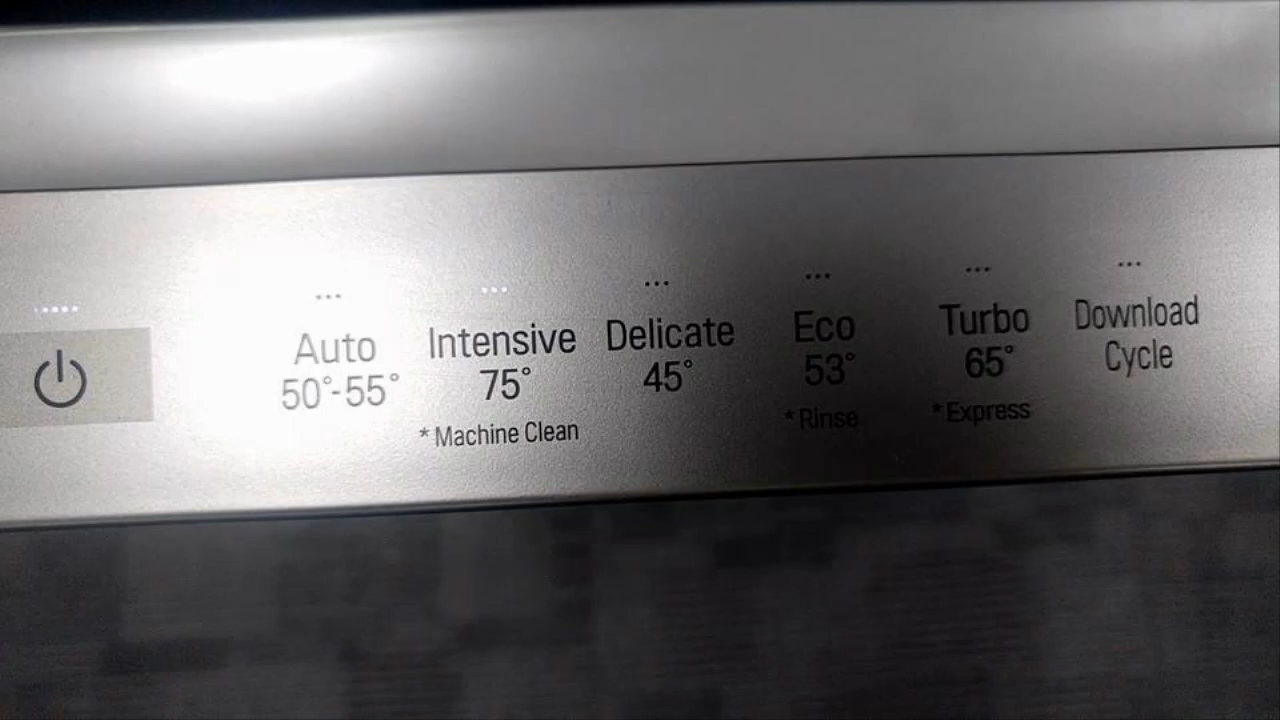 Auto
50°-55°
Intensive
75°
* Machine Clean
Delicate
45°
Eco
53°
* Rinse
Turbo
65°
* Express
Download
Cycle